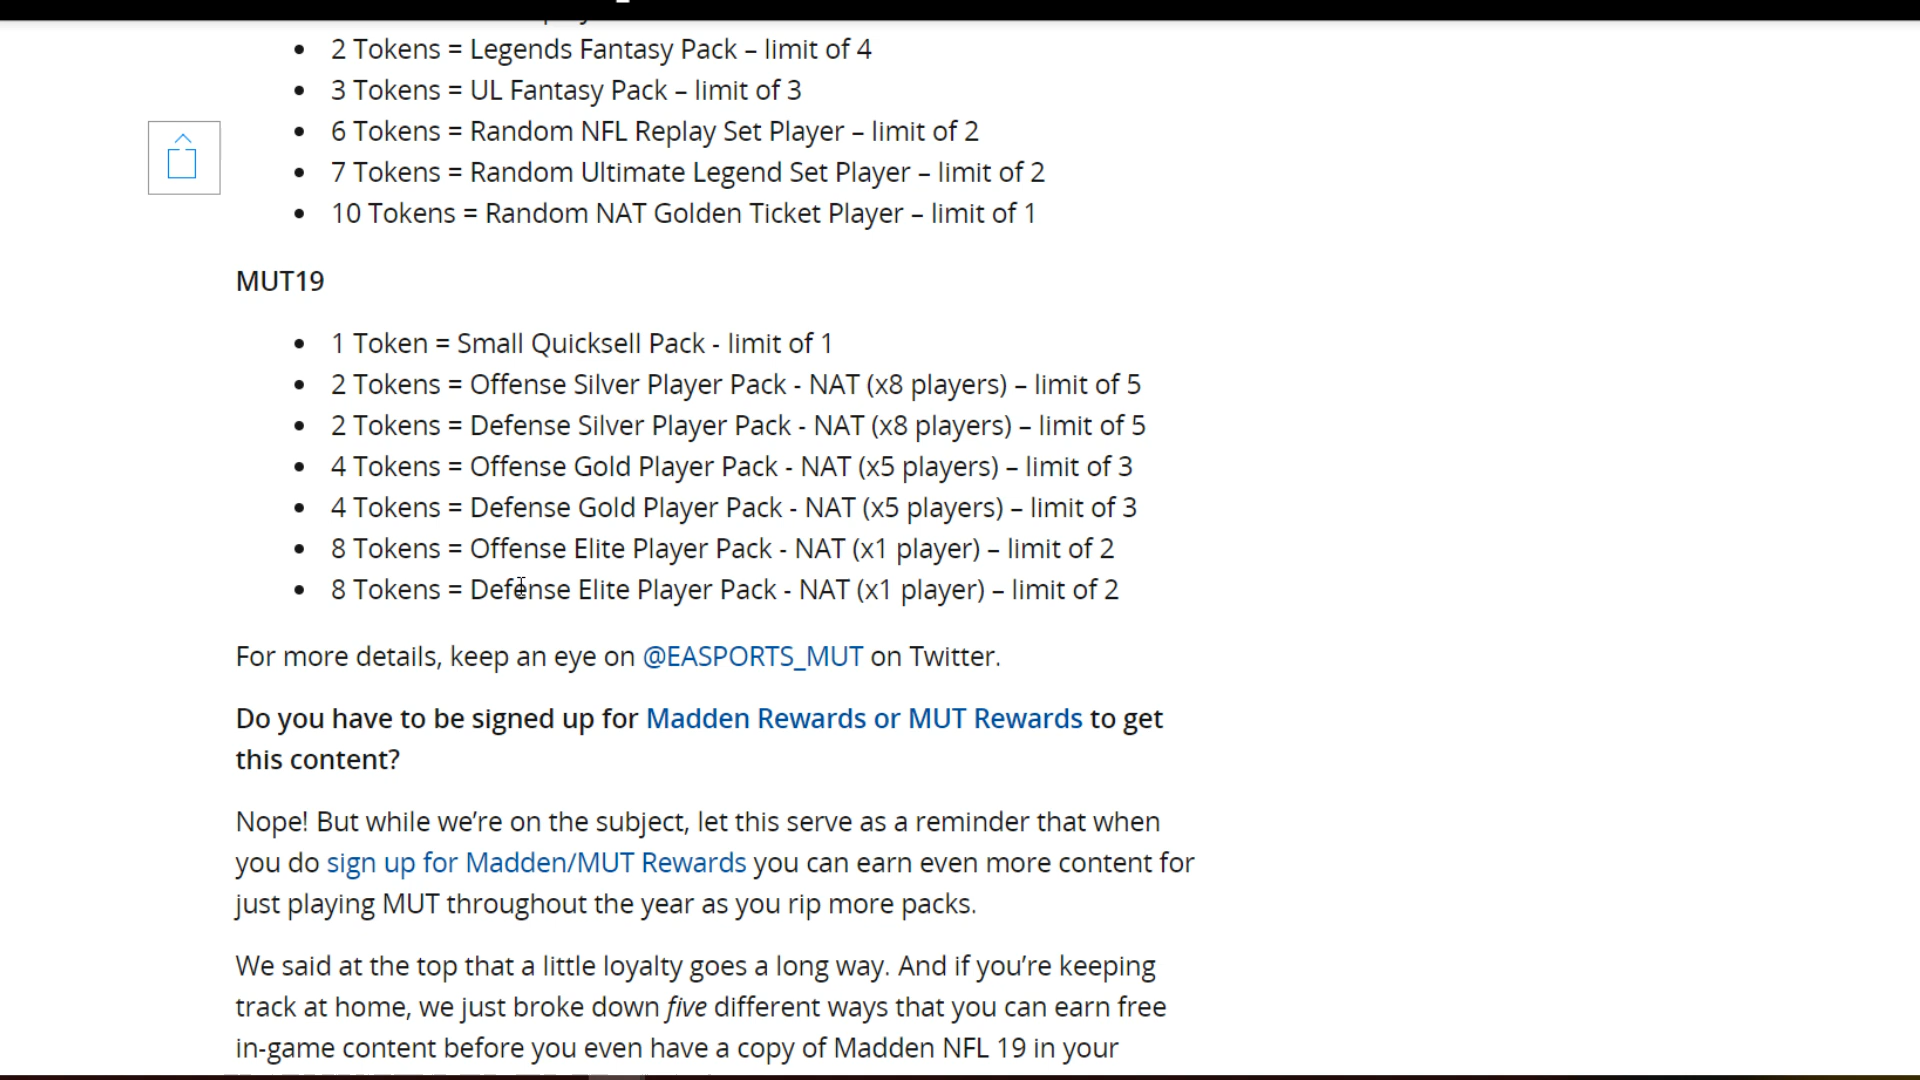 • 2 Tokens = Legends Fantasy Pack – limit of 4
• 3 Tokens = UL Fantasy Pack – limit of 3
• 6 Tokens = Random NFL Replay Set Player – limit of 2
• 7 Tokens = Random Ultimate Legend Set Player – limit of 2
• 10 Tokens = Random NAT Golden Ticket Player – limit of 1
MUT19
• 1 Token = Small Quicksell Pack - limit of 1
• 2 Tokens = Offense Silver Player Pack - NAT (x8 players) – limit of 5
• 2 Tokens = Defense Silver Player Pack - NAT (x8 players) – limit of 5
• 4 Tokens = Offense Gold Player Pack - NAT (x5 players) – limit of 3
• 4 Tokens = Defense Gold Player Pack - NAT (x5 players) – limit of 3
• 8 Tokens = Offense Elite Player Pack - NAT (x1 player) – limit of 2
• 8 Tokens = Defense Elite Player Pack - NAT (x1 player) – limit of 2
For more details, keep an eye on @EASPORTS_MUT on Twitter.
Do you have to be signed up for Madden Rewards or MUT Rewards to get
this content?
Nope! But while we’re on the subject, let this serve as a reminder that when
you do sign up for Madden/MUT Rewards you can earn even more content for
just playing MUT throughout the year as you rip more packs.
We said at the top that a little loyalty goes a long way. And if you’re keeping
track at home, we just broke down five different ways that you can earn free
in-game content before you even have a copy of Madden NFL 19 in your